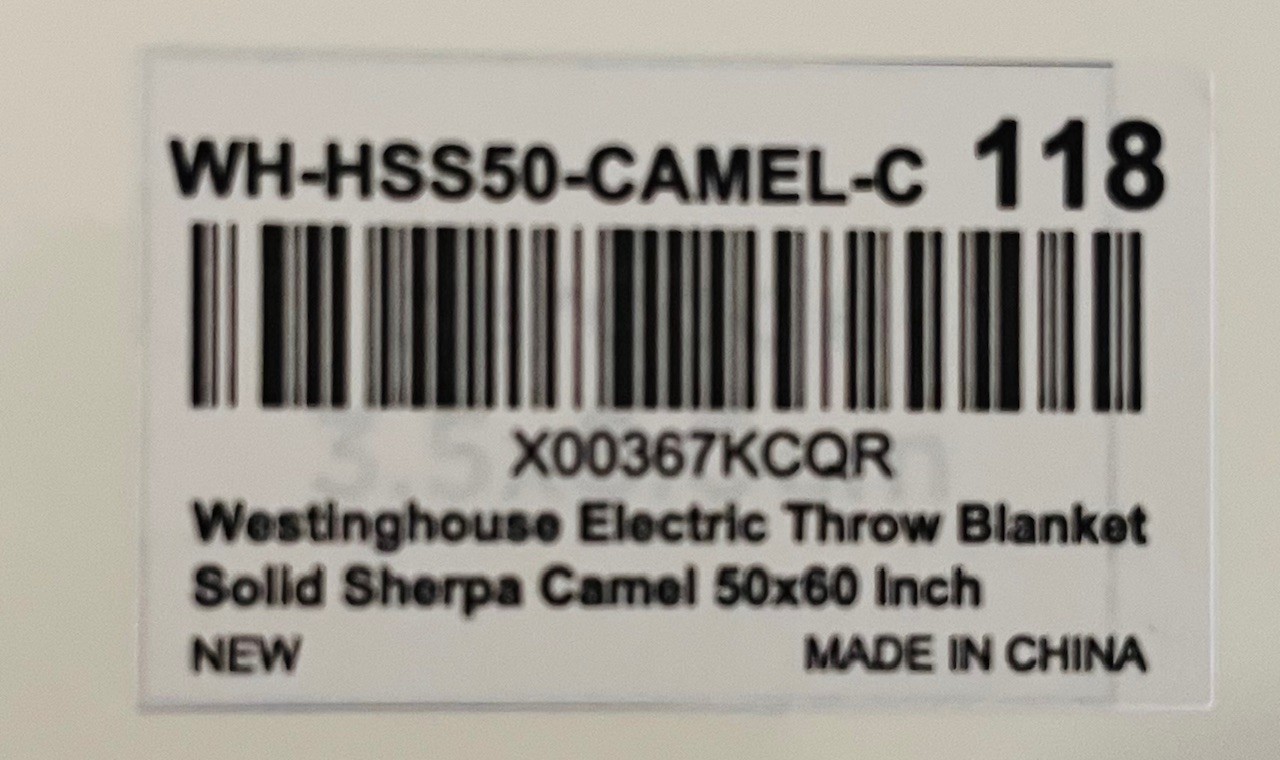 WH-HSS50-CAMEL-C 118
X00367KCQR
Westinghouse Electric Throw Blanket
Solid Sherpa Camel 50x60 Inch
NEW MADE IN CHINA